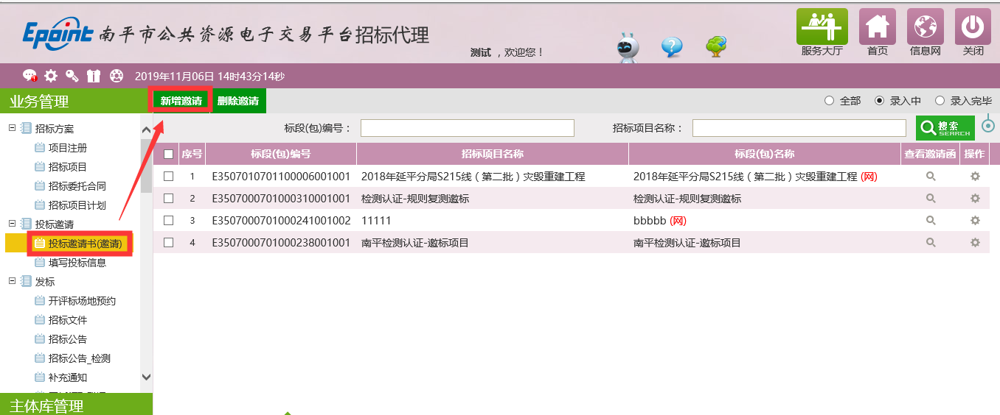 Epoint 南平市公共资源电子交易平台招标代理
测试 ，欢迎您！
服务大厅 首页 信息网 关闭
2019年11月06日 14时43分14秒
业务管理
新增邀请 删除邀请
全部 录入中 录入完毕
招标方案
项目注册
招标项目
招标委托合同
招标项目计划
投标邀请
投标邀请书(邀请)
填写投标信息
发标
开评标场地预约
招标文件
招标公告
招标公告_检测
补充通知
主体库管理
标段(包)编号： 招标项目名称： 搜索 SEARCH
序号 标段(包)编号 招标项目名称 标段(包)名称 查看邀请函 操作
1 E3507010701100006001001 2018年延平分局S215线（第二批）灾毁重建工程 2018年延平分局S215线（第二批）灾毁重建工程 (网)
2 E3507000701000310001001 检测认证-规则复测邀标 检测认证-规则复测邀标
3 E3507000701000241001002 11111 bbbbb (网)
4 E3507000701000238001001 南平检测认证-邀标项目 南平检测认证-邀标项目